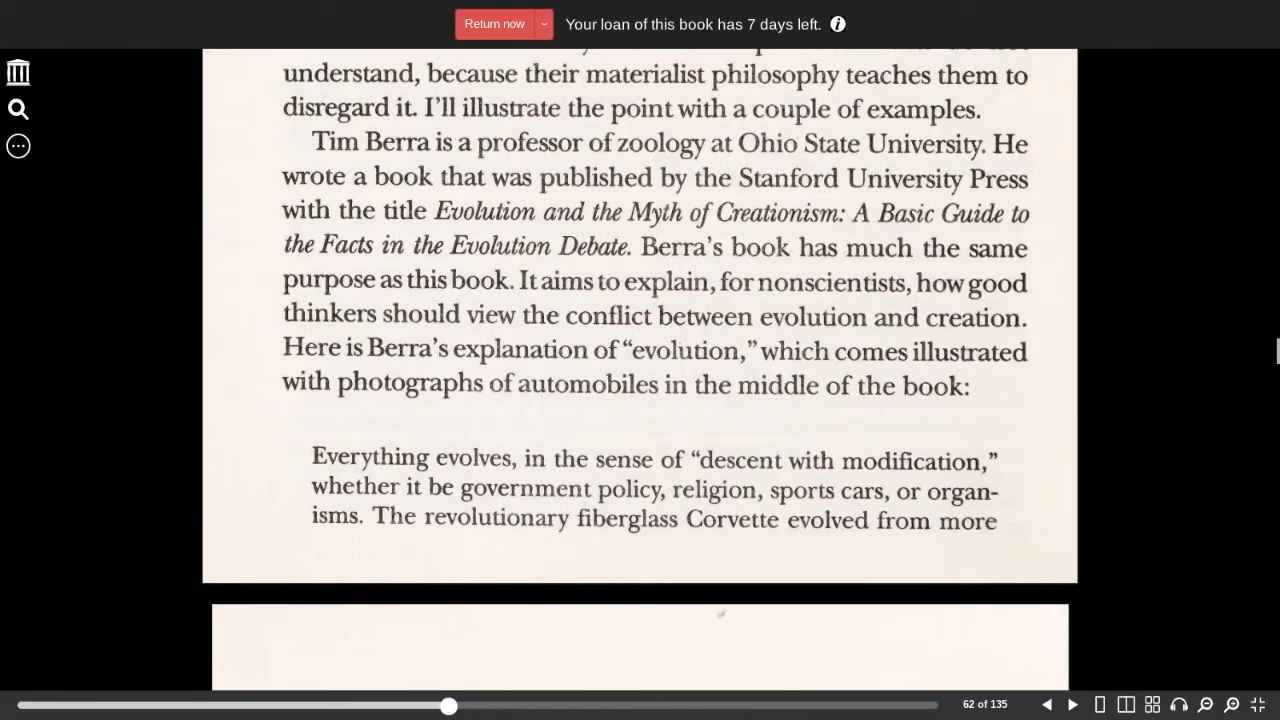 Return now
Your loan of this book has 7 days left.
understand, because their materialist philosophy teaches them to
disregard it. I’ll illustrate the point with a couple of examples.
Tim Berra is a professor of zoology at Ohio State University. He
wrote a book that was published by the Stanford University Press
with the title Evolution and the Myth of Creationism: A Basic Guide to
the Facts in the Evolution Debate. Berra’s book has much the same
purpose as this book. It aims to explain, for nonscientists, how good
thinkers should view the conflict between evolution and creation.
Here is Berra’s explanation of “evolution,” which comes illustrated
with photographs of automobiles in the middle of the book:
Everything evolves, in the sense of “descent with modification,”
whether it be government policy, religion, sports cars, or organ-
isms. The revolutionary fiberglass Corvette evolved from more
62 of 135